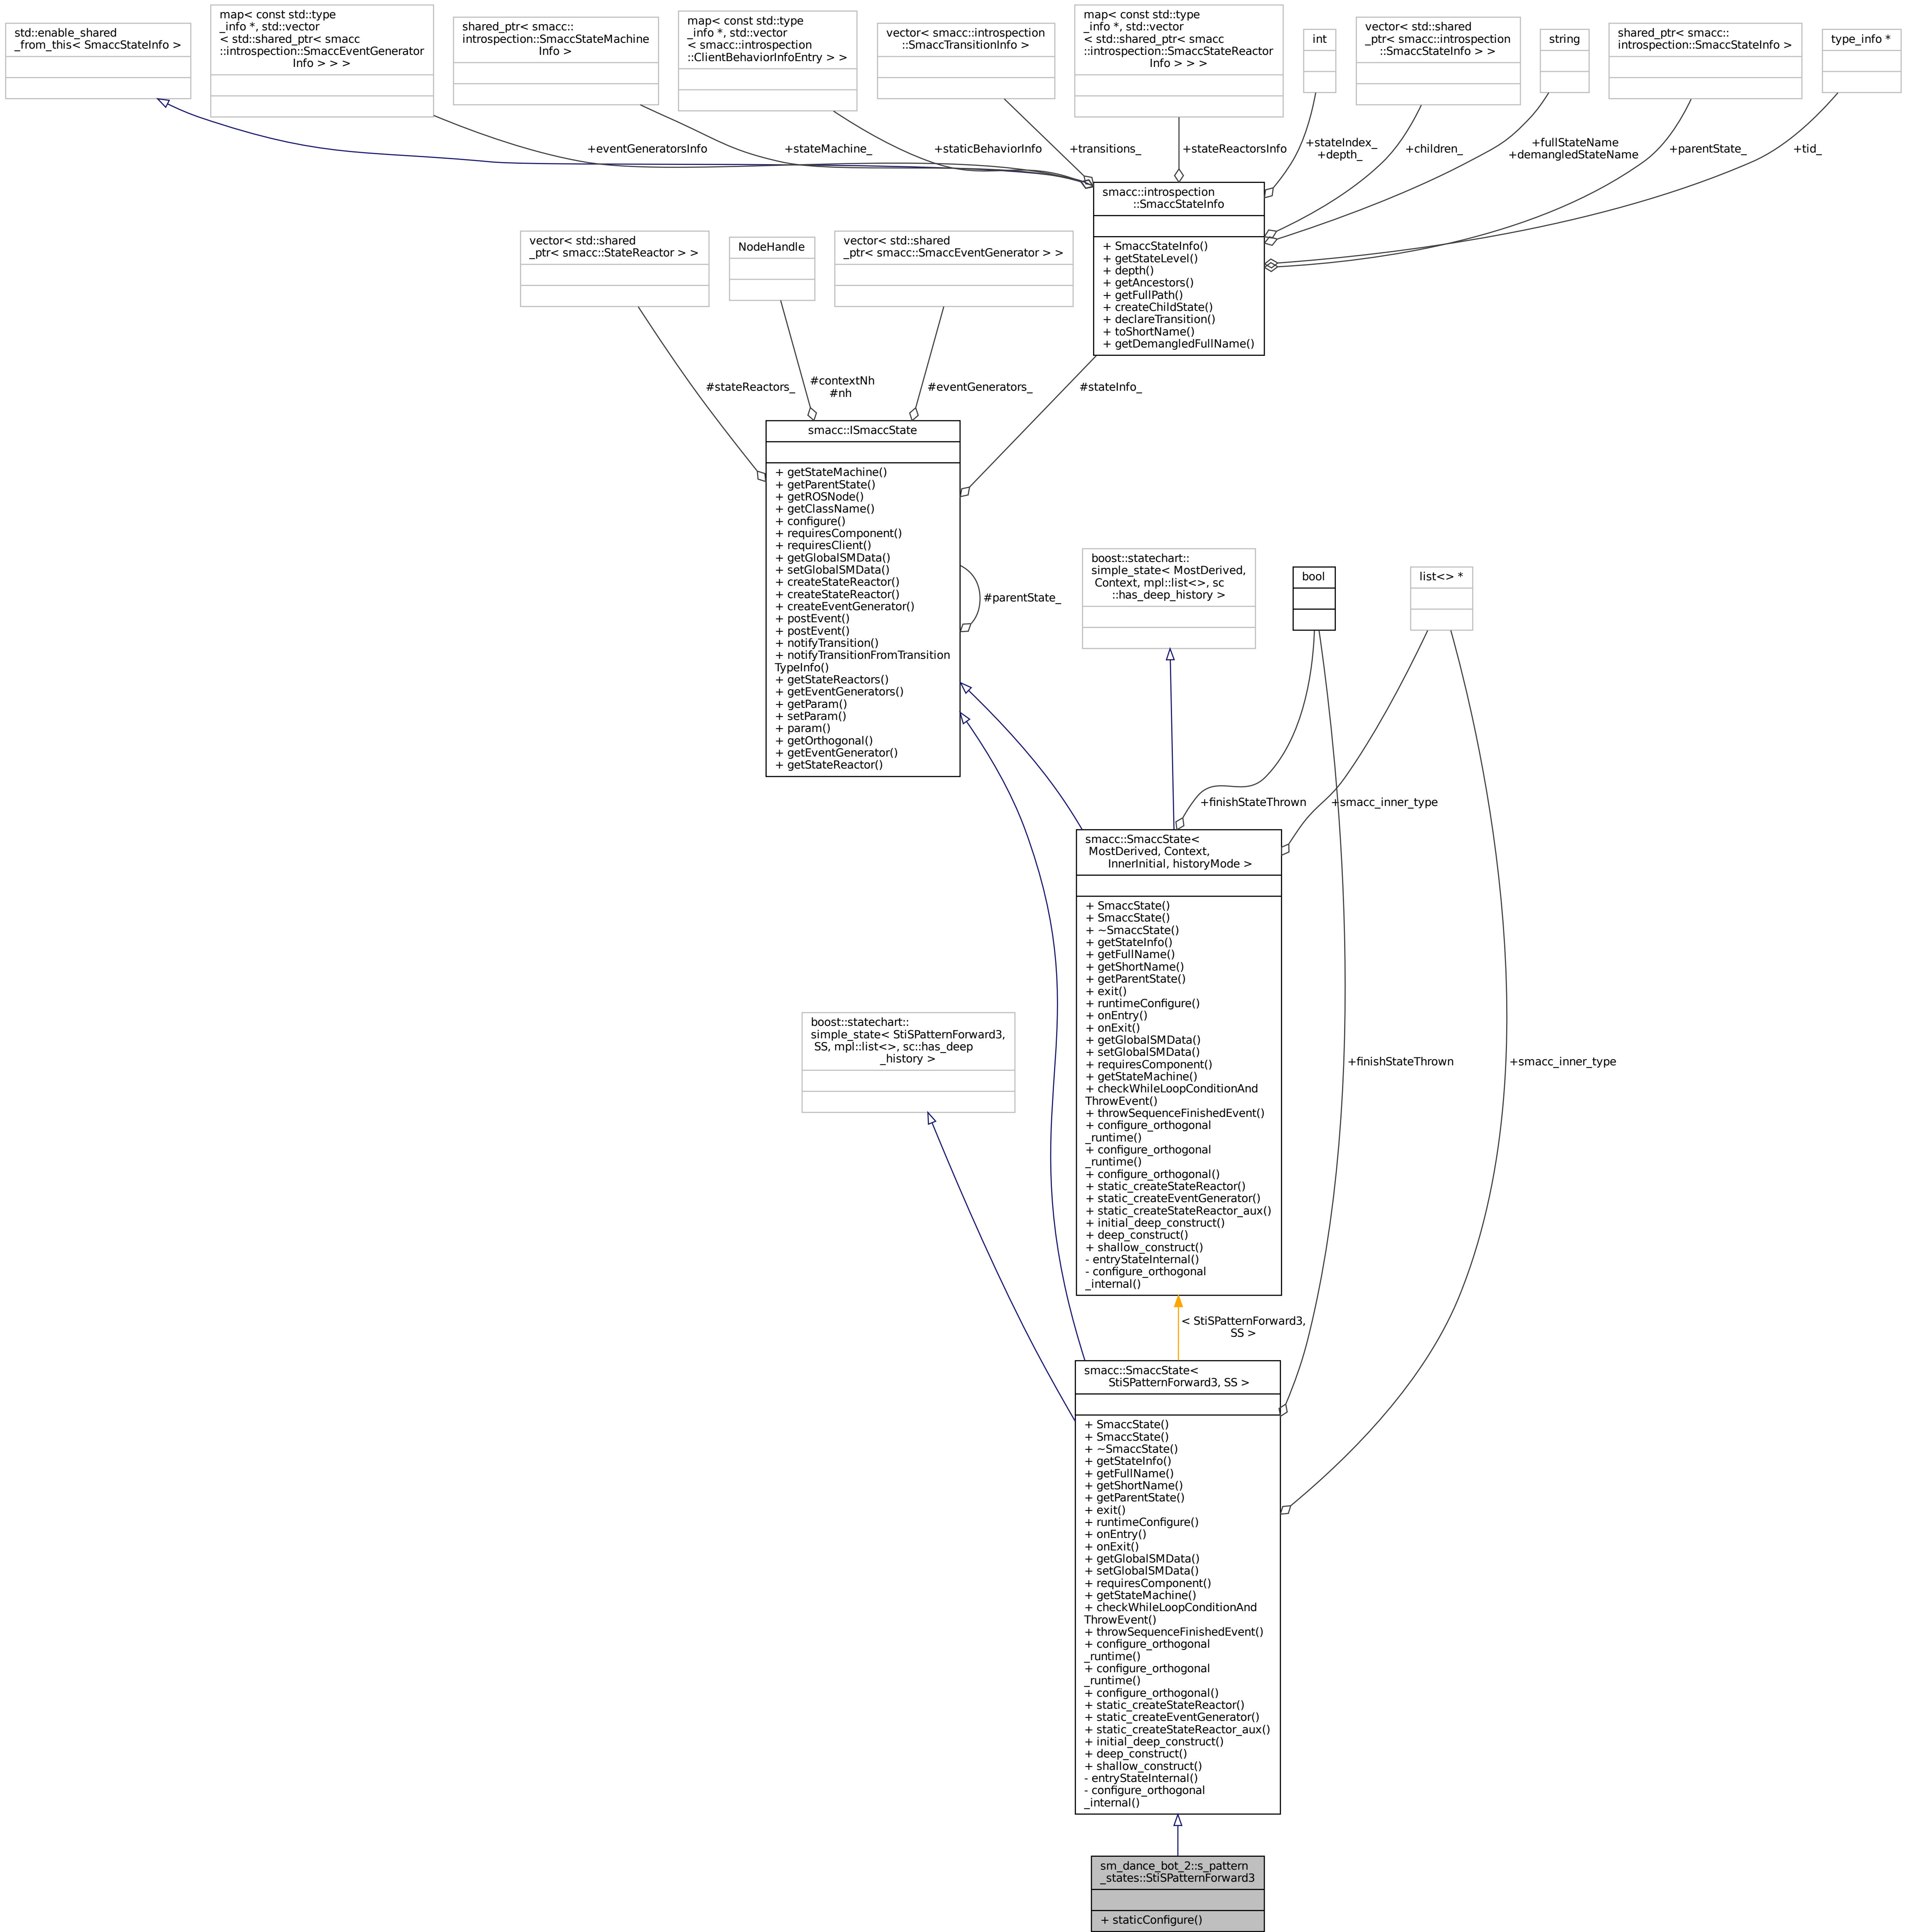 std::enable_shared
_from_this< SmaccStateInfo >
map< const std::type
_info *, std::vector
< std::shared_ptr< smacc
::introspection::SmaccEventGenerator
Info > > >
shared_ptr< smacc::
introspection::SmaccStateMachine
Info >
map< const std::type
_info *, std::vector
< smacc::introspection
::ClientBehaviorInfoEntry > >
vector< smacc::introspection
::SmaccTransitionInfo >
map< const std::type
_info *, std::vector
< std::shared_ptr< smacc
::introspection::SmaccStateReactor
Info > > >
int
vector< std::shared
_ptr< smacc::introspection
::SmaccStateInfo > >
string
shared_ptr< smacc::
introspection::SmaccStateInfo >
type_info *
+eventGeneratorsInfo
+stateMachine_
+staticBehaviorInfo
+transitions_
+stateReactorsInfo
+stateIndex_
+depth_
+children_
+fullStateName
+demangledStateName
+parentState_
+tid_
smacc::introspection
::SmaccStateInfo
+ SmaccStateInfo()
+ getStateLevel()
+ depth()
+ getAncestors()
+ getFullPath()
+ createChildState()
+ declareTransition()
+ toShortName()
+ getDemangledFullName()
vector< std::shared
_ptr< smacc::StateReactor > >
NodeHandle
vector< std::shared
_ptr< smacc::SmaccEventGenerator > >
#stateReactors_
#contextNh
#nh
#eventGenerators_
#stateInfo_
smacc::ISmaccState
+ getStateMachine()
+ getParentState()
+ getROSNode()
+ getClassName()
+ configure()
+ requiresComponent()
+ requiresClient()
+ getGlobalSMData()
+ setGlobalSMData()
+ createStateReactor()
+ createStateReactor()
+ createEventGenerator()
+ postEvent()
+ postEvent()
+ notifyTransition()
+ notifyTransitionFromTransition
TypeInfo()
+ getStateReactors()
+ getEventGenerators()
+ getParam()
+ setParam()
+ param()
+ getOrthogonal()
+ getEventGenerator()
+ getStateReactor()
#parentState_
boost::statechart::
simple_state< MostDerived,
Context, mpl::list<>, sc
::has_deep_history >
bool
list<> *
+finishStateThrown
+smacc_inner_type
smacc::SmaccState<
MostDerived, Context,
InnerInitial, historyMode >
+ SmaccState()
+ SmaccState()
+ ~SmaccState()
+ getStateInfo()
+ getFullName()
+ getShortName()
+ getParentState()
+ exit()
+ runtimeConfigure()
+ onEntry()
+ onExit()
+ getGlobalSMData()
+ setGlobalSMData()
+ requiresComponent()
+ getStateMachine()
+ checkWhileLoopConditionAnd
ThrowEvent()
+ throwSequenceFinishedEvent()
+ configure_orthogonal
_runtime()
+ configure_orthogonal
_runtime()
+ configure_orthogonal()
+ static_createStateReactor()
+ static_createEventGenerator()
+ static_createStateReactor_aux()
+ initial_deep_construct()
+ deep_construct()
+ shallow_construct()
- entryStateInternal()
- configure_orthogonal
_internal()
boost::statechart::
simple_state< StiSPatternForward3,
SS, mpl::list<>, sc::has_deep
_history >
+finishStateThrown
+smacc_inner_type
< StiSPatternForward3,
SS >
smacc::SmaccState<
StiSPatternForward3, SS >
+ SmaccState()
+ SmaccState()
+ ~SmaccState()
+ getStateInfo()
+ getFullName()
+ getShortName()
+ getParentState()
+ exit()
+ runtimeConfigure()
+ onEntry()
+ onExit()
+ getGlobalSMData()
+ setGlobalSMData()
+ requiresComponent()
+ getStateMachine()
+ checkWhileLoopConditionAnd
ThrowEvent()
+ throwSequenceFinishedEvent()
+ configure_orthogonal
_runtime()
+ configure_orthogonal
_runtime()
+ configure_orthogonal()
+ static_createStateReactor()
+ static_createEventGenerator()
+ static_createStateReactor_aux()
+ initial_deep_construct()
+ deep_construct()
+ shallow_construct()
- entryStateInternal()
- configure_orthogonal
_internal()
sm_dance_bot_2::s_pattern
_states::StiSPatternForward3
+ staticConfigure()